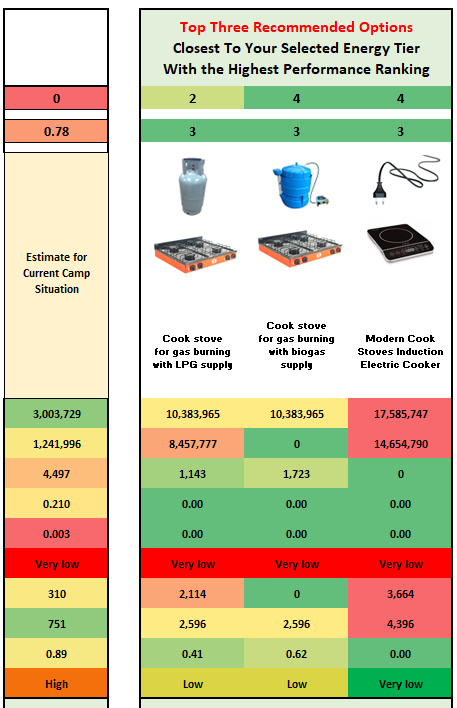 Top Three Recommended Options
Closest To Your Selected Energy Tier
With the Highest Performance Ranking
0 2 4 4
0.78 3 3 3
Estimate for
Current Camp
Situation
Cook stove
for gas burning
with LPG supply
Cook stove
for gas burning
with biogas
supply
Modern Cook
Stoves Induction
Electric Cooker
3,003,729 10,383,965 10,383,965 17,585,747
1,241,996 8,457,777 0 14,654,790
4,497 1,143 1,723 0
0.210 0.00 0.00 0.00
0.003 0.00 0.00 0.00
Very low Very low Very low Very low
310 2,114 0 3,664
751 2,596 2,596 4,396
0.89 0.41 0.62 0.00
High Low Low Very low